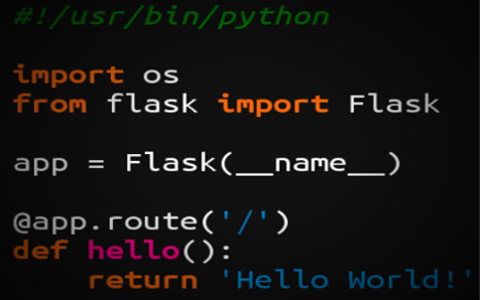 #!/usr/bin/python
import os
from flask import Flask
app = Flask(__name__)
@app.route('/')
def hello():
    return 'Hello World!'